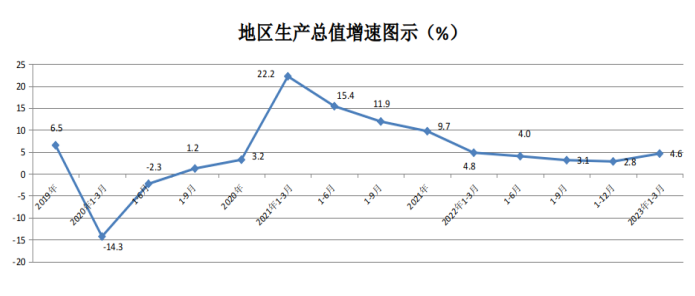 地区生产总值增速图示（%）
25
20
15
10
5
0
-5
-10
-15
-20
6.5
-14.3
-2.3
1.2
3.2
22.2
15.4
11.9
9.7
4.8
4.0
3.1
2.8
4.6
2019年
2020年1-3月
1-6月
1-9月
2020年
2021年1-3月
1-6月
1-9月
2021年
2022年1-3月
1-6月
1-9月
1-12月
2023年1-3月